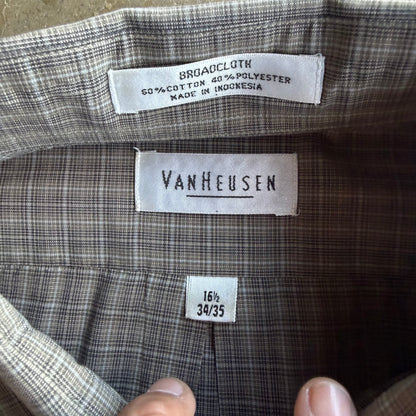 BROADCLOTH
60% COTTON 40% POLYESTER
MADE IN INDONESIA
VANHEUSEN
16½
34/35